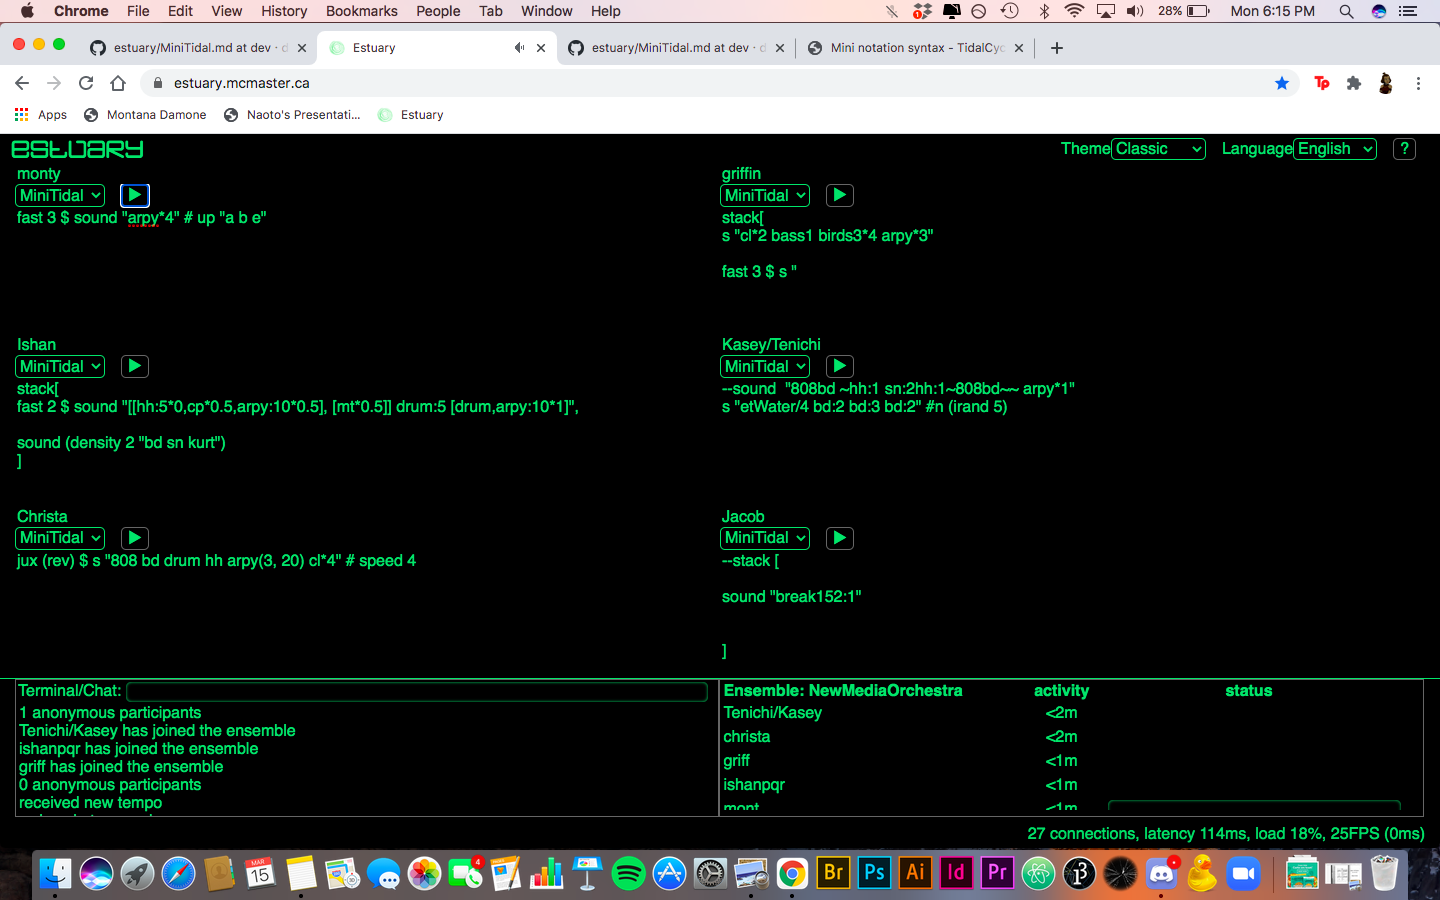 Chrome File Edit View History Bookmarks People Tab Window Help 1 28% Mon 6:15 PM
estuary/MiniTidal.md at dev · d Estuary estuary/MiniTidal.md at dev · d Mini notation syntax - TidalCyc
estuary.mcmaster.ca Tp
Apps Montana Damone Naoto's Presentati... Estuary
estuary Theme Classic Language English ?
monty
MiniTidal
fast 3 $ sound "arpy*4" # up "a b e"
griffin
MiniTidal
stack[
s "cl*2 bass1 birds3*4 arpy*3"
fast 3 $ s "
Ishan
MiniTidal
stack[
fast 2 $ sound "[[hh:5*0,cp*0.5,arpy:10*0.5], [mt*0.5]] drum:5 [drum,arpy:10*1]",
sound (density 2 "bd sn kurt")
]
Kasey/Tenichi
MiniTidal
--sound  "808bd ~hh:1 sn:2hh:1~808bd~~ arpy*1"
s "etWater/4 bd:2 bd:3 bd:2" #n (irand 5)
Christa
MiniTidal
jux (rev) $ s "808 bd drum hh arpy(3, 20) cl*4" # speed 4
Jacob
MiniTidal
--stack [
sound "break152:1"
]
Terminal/Chat:
1 anonymous participants
Tenichi/Kasey has joined the ensemble
ishanpqr has joined the ensemble
griff has joined the ensemble
0 anonymous participants
received new tempo
Ensemble: NewMediaOrchestra activity status
Tenichi/Kasey <2m
christa <2m
griff <1m
ishanpqr <1m
mont <1m
27 connections, latency 114ms, load 18%, 25FPS (0ms)
MAR 15 4 Br Ps Ai Id Pr